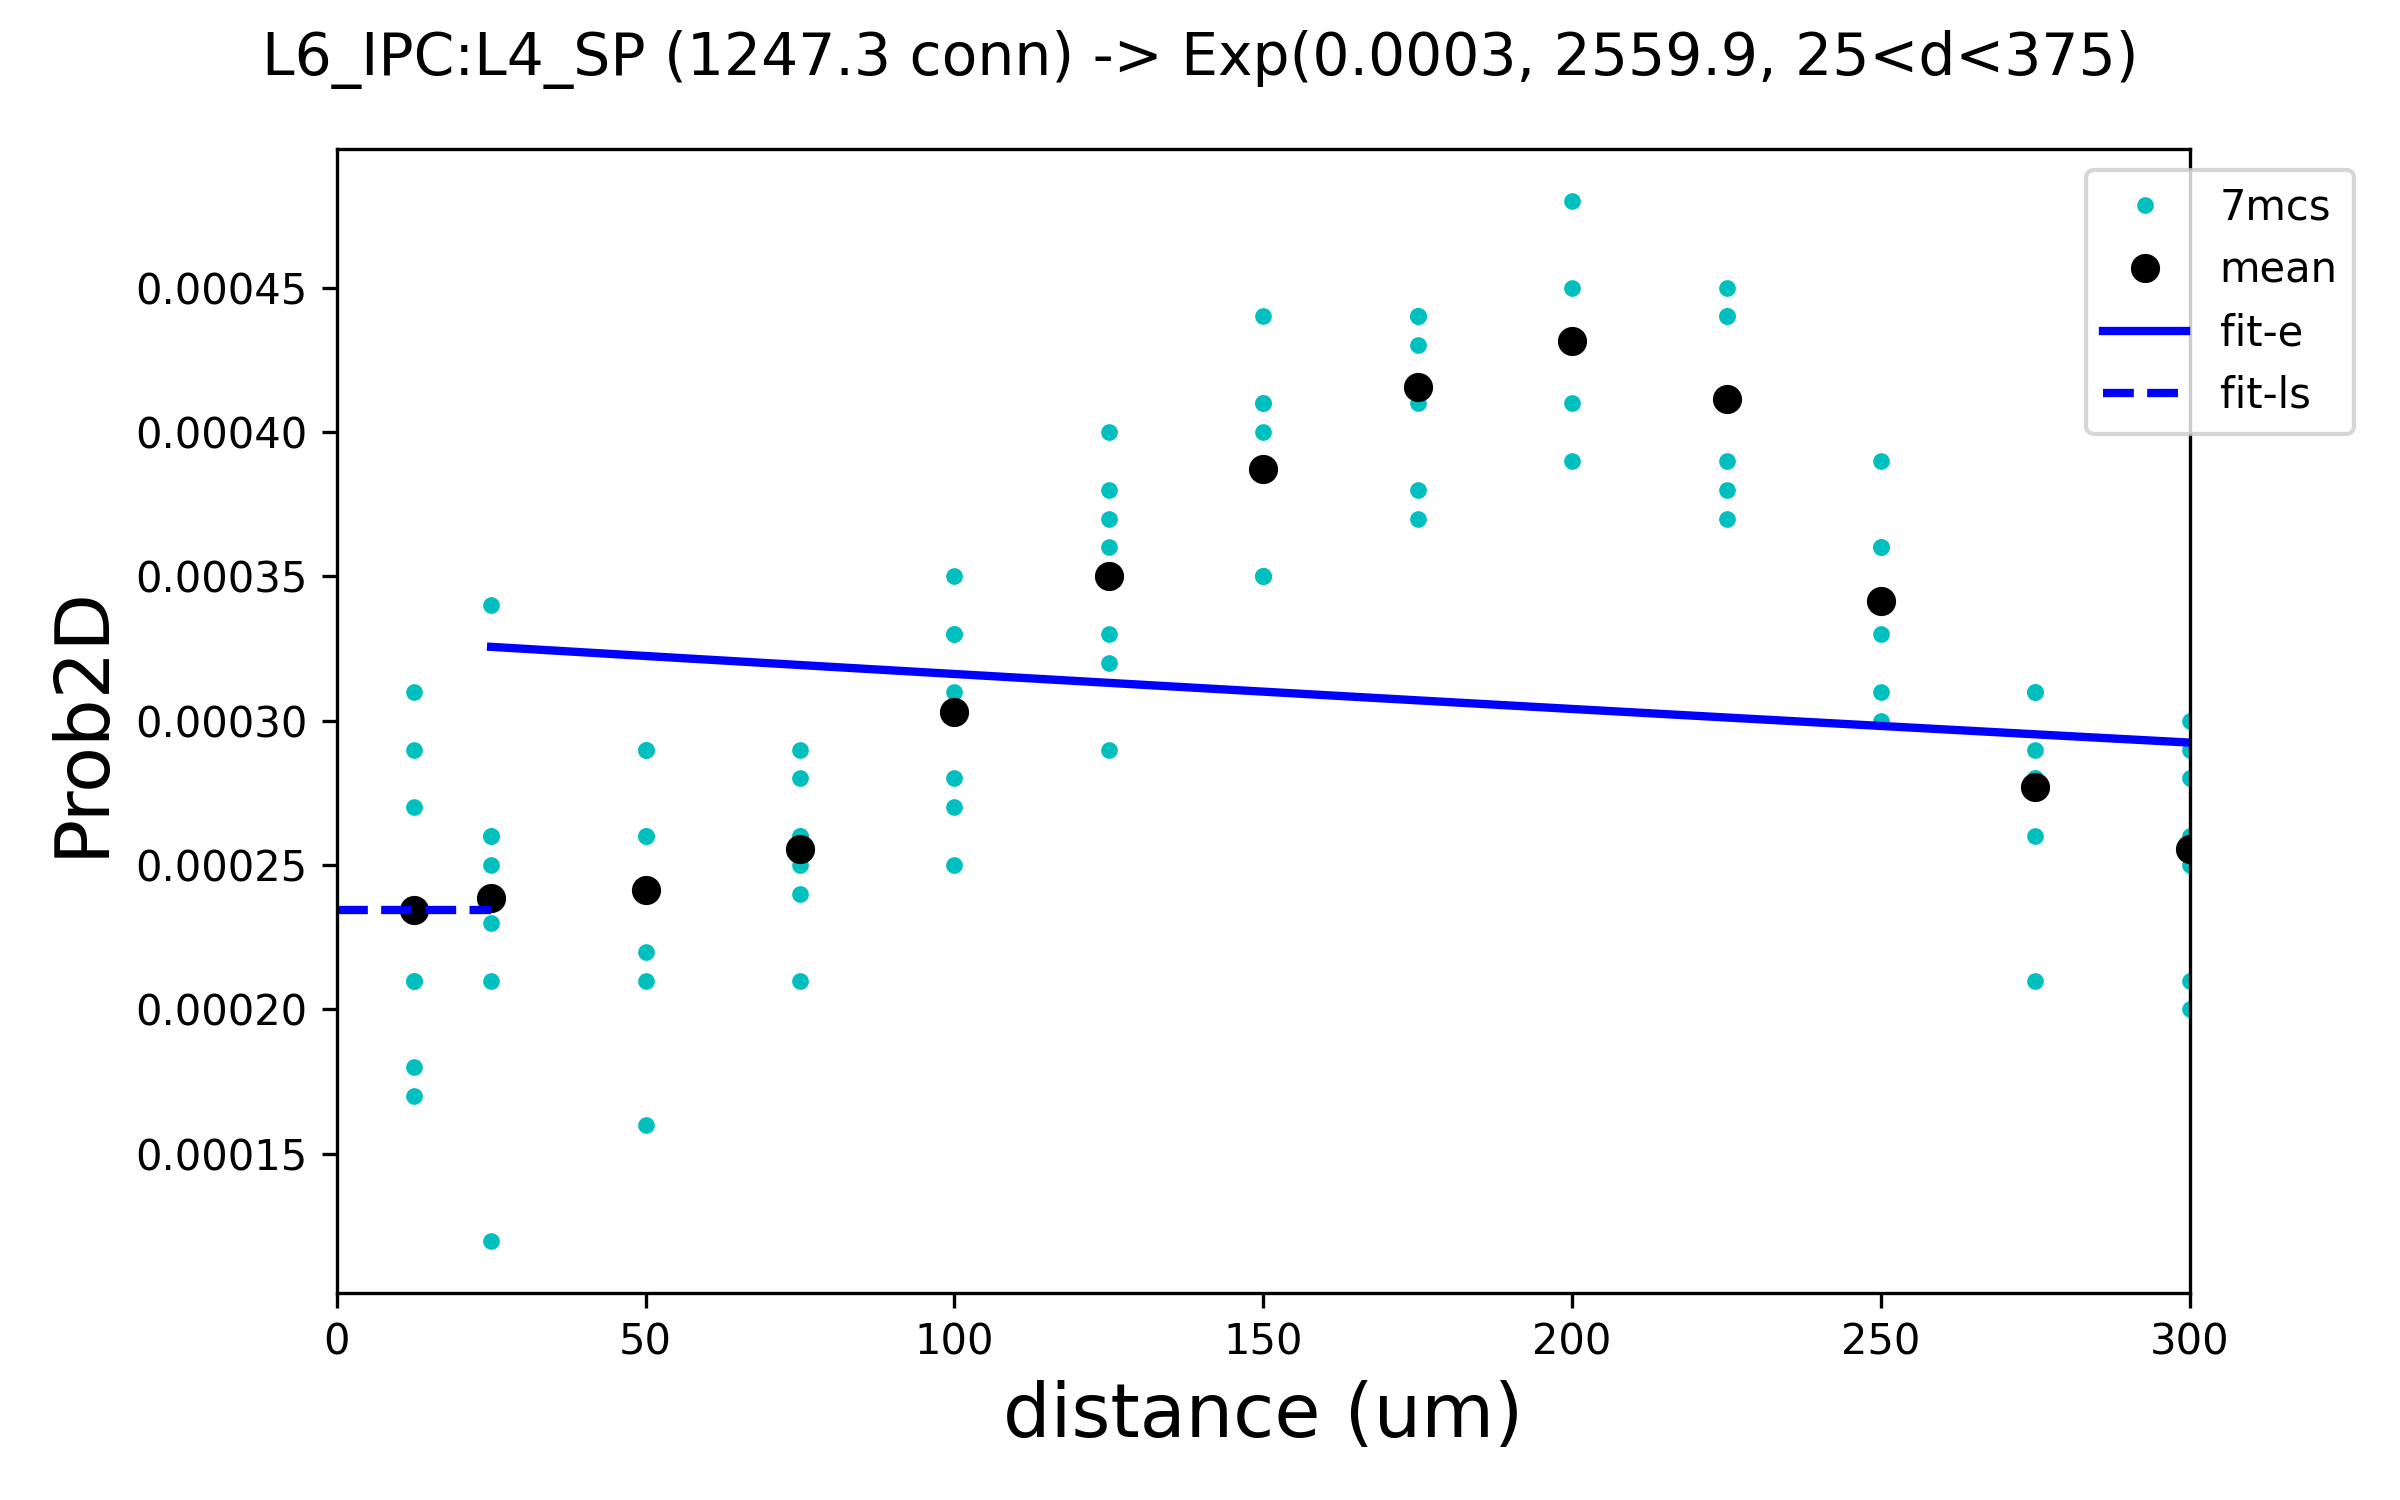 L6_IPC:L4_SP (1247.3 conn) -> Exp(0.0003, 2559.9, 25<d<375)
7mcs
mean
fit-e
fit-ls
Prob2D
0.00045
0.00040
0.00035
0.00030
0.00025
0.00020
0.00015
0 50 100 150 200 250 300
distance (um)